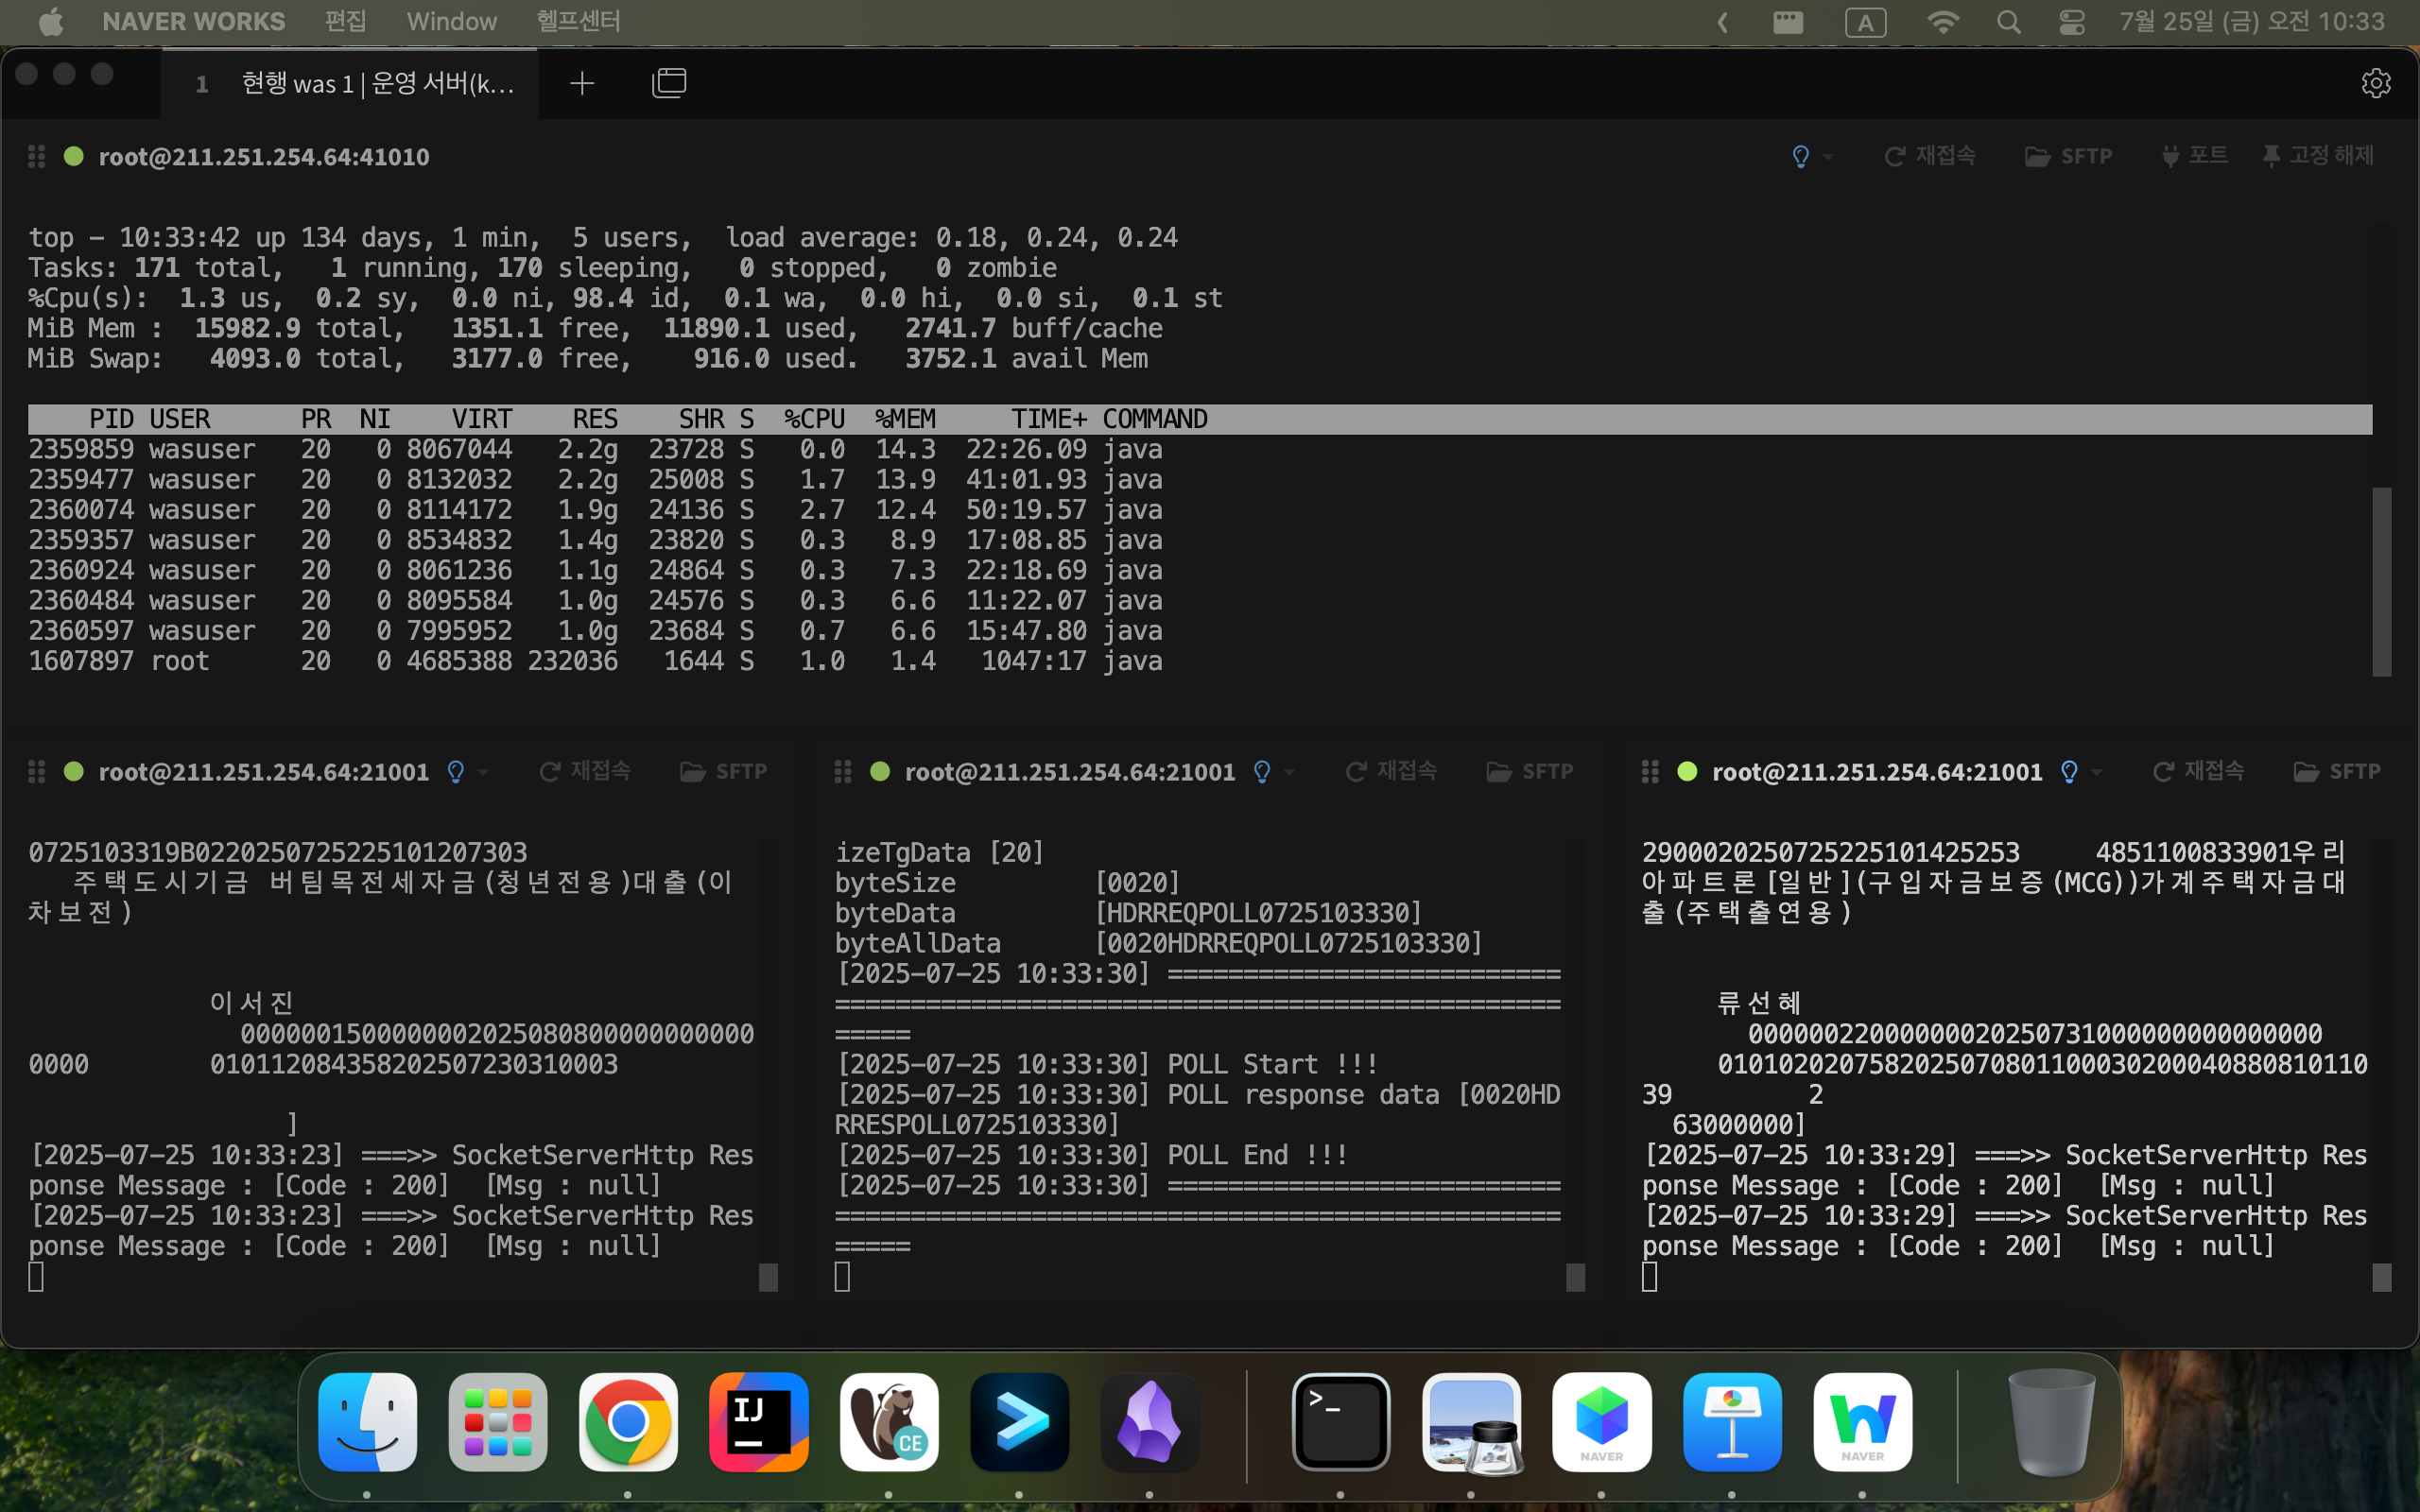 NAVER WORKS 편집 Window 헬프센터 A 7월 25일 (금) 오전 10:33
1 현행 was 1 | 운영 서버(k...
root@211.251.254.64:41010 재접속 SFTP 포트 고정 해제
top - 10:33:42 up 134 days, 1 min, 5 users, load average: 0.18, 0.24, 0.24
Tasks: 171 total, 1 running, 170 sleeping, 0 stopped, 0 zombie
%Cpu(s): 1.3 us, 0.2 sy, 0.0 ni, 98.4 id, 0.1 wa, 0.0 hi, 0.0 si, 0.1 st
MiB Mem : 15982.9 total, 1351.1 free, 11890.1 used, 2741.7 buff/cache
MiB Swap: 4093.0 total, 3177.0 free, 916.0 used. 3752.1 avail Mem
PID USER PR NI VIRT RES SHR S %CPU %MEM TIME+ COMMAND
2359859 wasuser 20 0 8067044 2.2g 23728 S 0.0 14.3 22:26.09 java
2359477 wasuser 20 0 8132032 2.2g 25008 S 1.7 13.9 41:01.93 java
2360074 wasuser 20 0 8114172 1.9g 24136 S 2.7 12.4 50:19.57 java
2359357 wasuser 20 0 8534832 1.4g 23820 S 0.3 8.9 17:08.85 java
2360924 wasuser 20 0 8061236 1.1g 24864 S 0.3 7.3 22:18.69 java
2360484 wasuser 20 0 8095584 1.0g 24576 S 0.3 6.6 11:22.07 java
2360597 wasuser 20 0 7995952 1.0g 23684 S 0.7 6.6 15:47.80 java
1607897 root 20 0 4685388 232036 1644 S 1.0 1.4 1047:17 java
root@211.251.254.64:21001 재접속 SFTP
0725103319B0220250725225101207303
주택도시기금 버팀목전세자금(청년전용)대출(이
차보전)
이서진
0000001500000002025080800000000000
0000 010112084358202507230310003
]
[2025-07-25 10:33:23] ===>> SocketServerHttp Res
ponse Message : [Code : 200] [Msg : null]
[2025-07-25 10:33:23] ===>> SocketServerHttp Res
ponse Message : [Code : 200] [Msg : null]
root@211.251.254.64:21001 재접속 SFTP
izeTgData [20]
byteSize [0020]
byteData [HDRREQPOLL0725103330]
byteAllData [0020HDRREQPOLL0725103330]
[2025-07-25 10:33:30] ==========================
================================================
=====
[2025-07-25 10:33:30] POLL Start !!!
[2025-07-25 10:33:30] POLL response data [0020HD
RRESPOLL0725103330]
[2025-07-25 10:33:30] POLL End !!!
[2025-07-25 10:33:30] ==========================
================================================
=====
root@211.251.254.64:21001 재접속 SFTP
2900020250725225101425253 4851100833901우리
아파트론[일반](구입자금보증(MCG))가계주택자금대
출(주택출연용)
류선혜
00000022000000020250731000000000000000
0101020207582025070801100030200040880810110
39 2
63000000]
[2025-07-25 10:33:29] ===>> SocketServerHttp Res
ponse Message : [Code : 200] [Msg : null]
[2025-07-25 10:33:29] ===>> SocketServerHttp Res
ponse Message : [Code : 200] [Msg : null]
IJ CE >_ NAVER NAVER